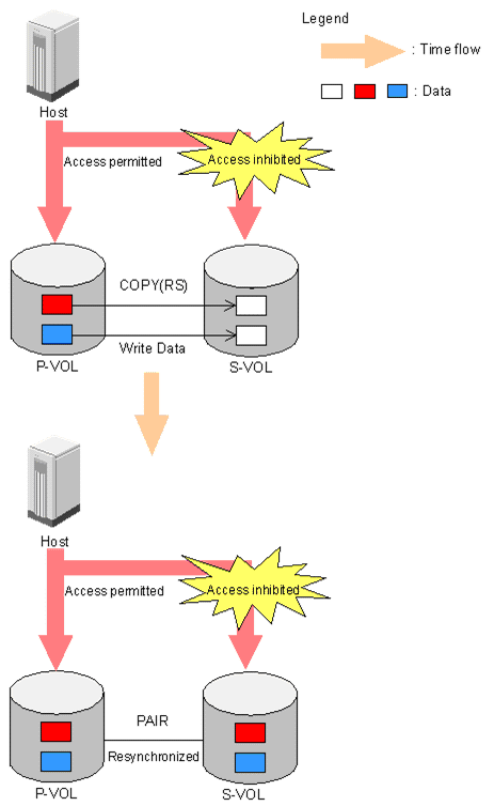 Legend
: Time flow
: Data
Host
Access permitted
Access inhibited
COPY(RS)
Write Data
P-VOL
S-VOL
Host
Access permitted
Access inhibited
PAIR
Resynchronized
P-VOL
S-VOL